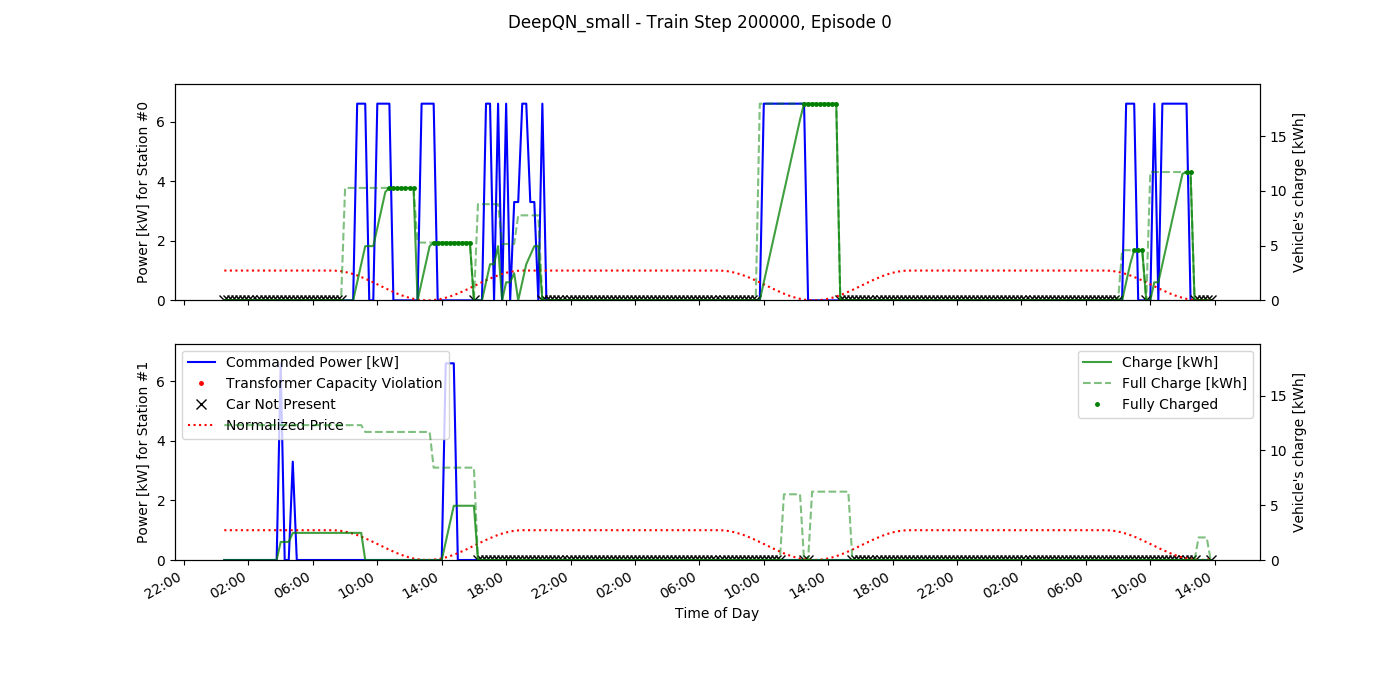 DeepQN_small - Train Step 200000, Episode 0
Power [kW] for Station #0
6
4
2
0
Vehicle's charge [kWh]
15
10
5
0
Power [kW] for Station #1
6
4
2
0
Commanded Power [kW]
Transformer Capacity Violation
Car Not Present
Normalized Price
Charge [kWh]
Full Charge [kWh]
Fully Charged
Vehicle's charge [kWh]
15
10
5
0
22:00 02:00 06:00 10:00 14:00 18:00 22:00 02:00 06:00 10:00 14:00 18:00 22:00 02:00 06:00 10:00 14:00
Time of Day